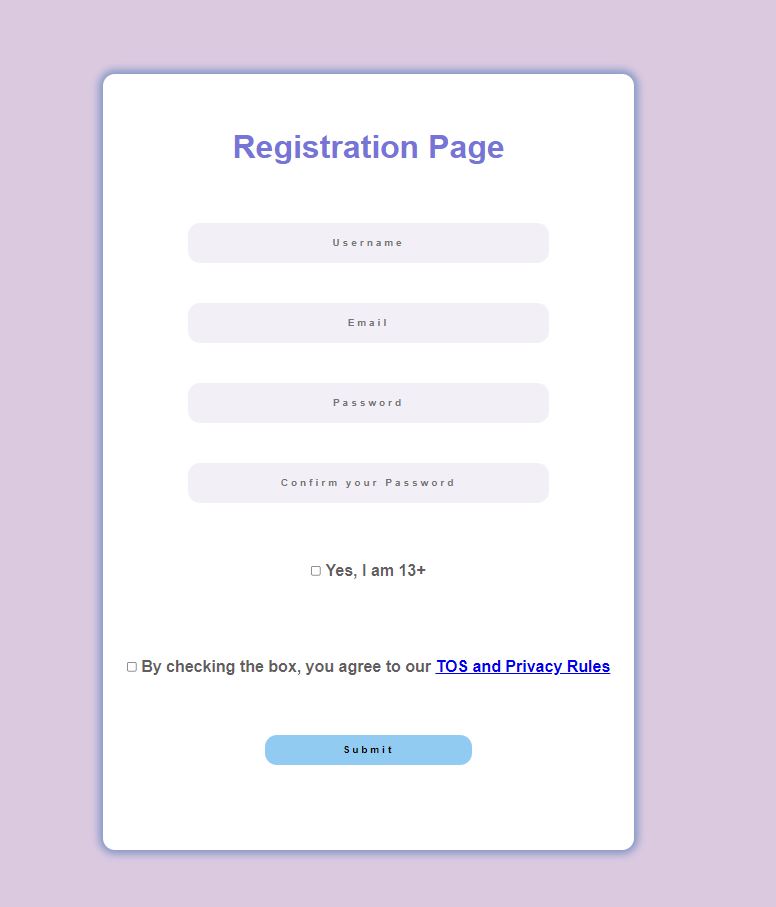 Registration Page
Username
Email
Password
Confirm your Password
Yes, I am 13+
By checking the box, you agree to our TOS and Privacy Rules
Submit